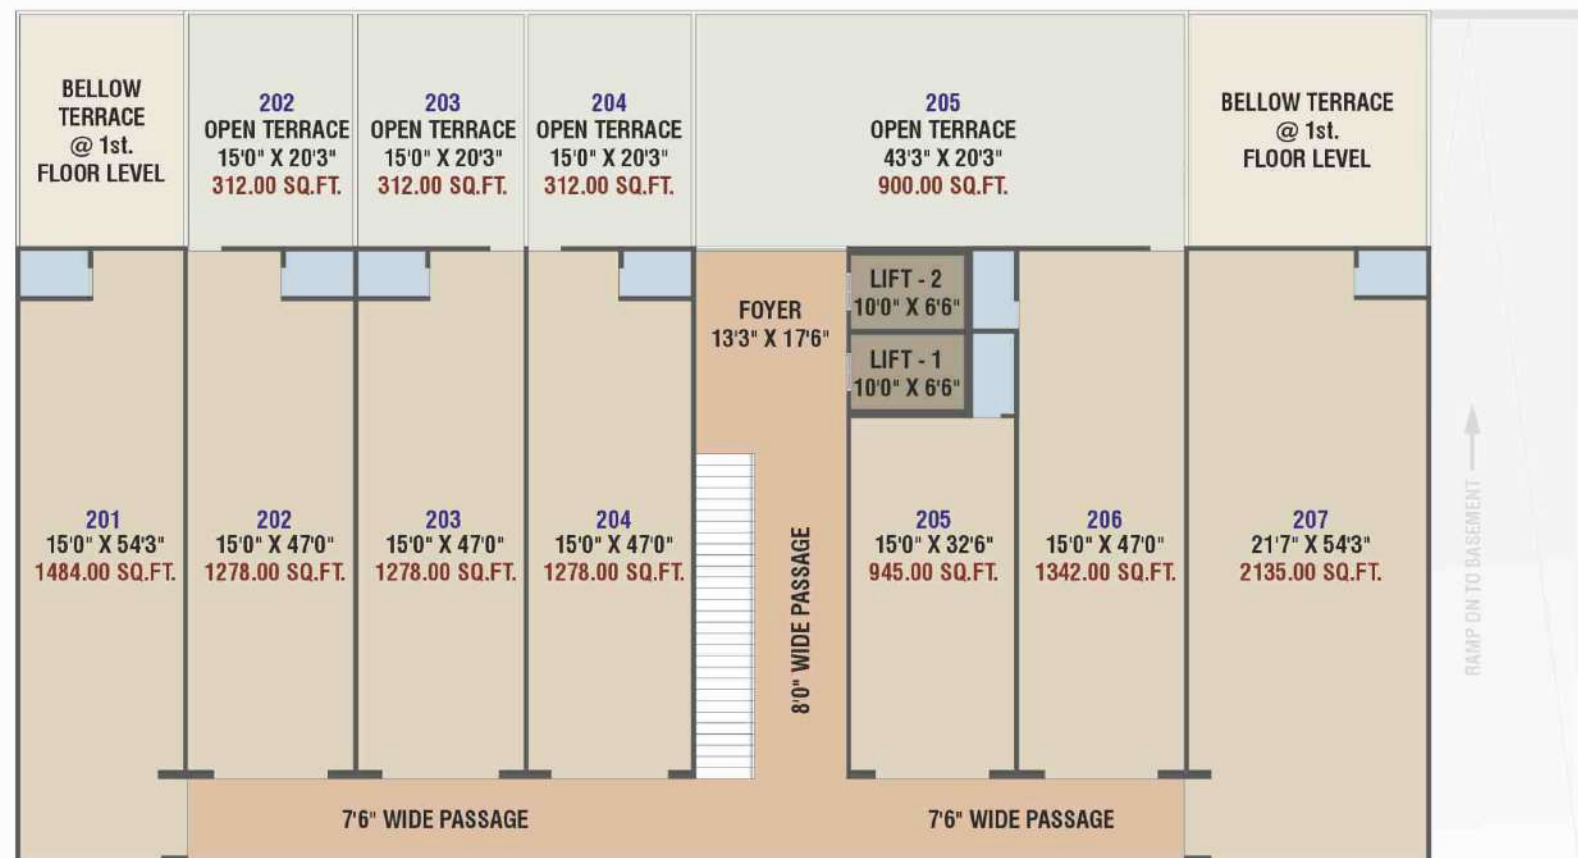 BELLOW
TERRACE
@ 1st.
FLOOR LEVEL
202
OPEN TERRACE
15'0" X 20'3"
312.00 SQ.FT.
203
OPEN TERRACE
15'0" X 20'3"
312.00 SQ.FT.
204
OPEN TERRACE
15'0" X 20'3"
312.00 SQ.FT.
205
OPEN TERRACE
43'3" X 20'3"
900.00 SQ.FT.
BELLOW TERRACE
@ 1st.
FLOOR LEVEL
FOYER
13'3" X 17'6"
LIFT - 2
10'0" X 6'6"
LIFT - 1
10'0" X 6'6"
201
15'0" X 54'3"
1484.00 SQ.FT.
202
15'0" X 47'0"
1278.00 SQ.FT.
203
15'0" X 47'0"
1278.00 SQ.FT.
204
15'0" X 47'0"
1278.00 SQ.FT.
8'0" WIDE PASSAGE
205
15'0" X 32'6"
945.00 SQ.FT.
206
15'0" X 47'0"
1342.00 SQ.FT.
207
21'7" X 54'3"
2135.00 SQ.FT.
RAMP ON TO BASEMENT
7'6" WIDE PASSAGE
7'6" WIDE PASSAGE